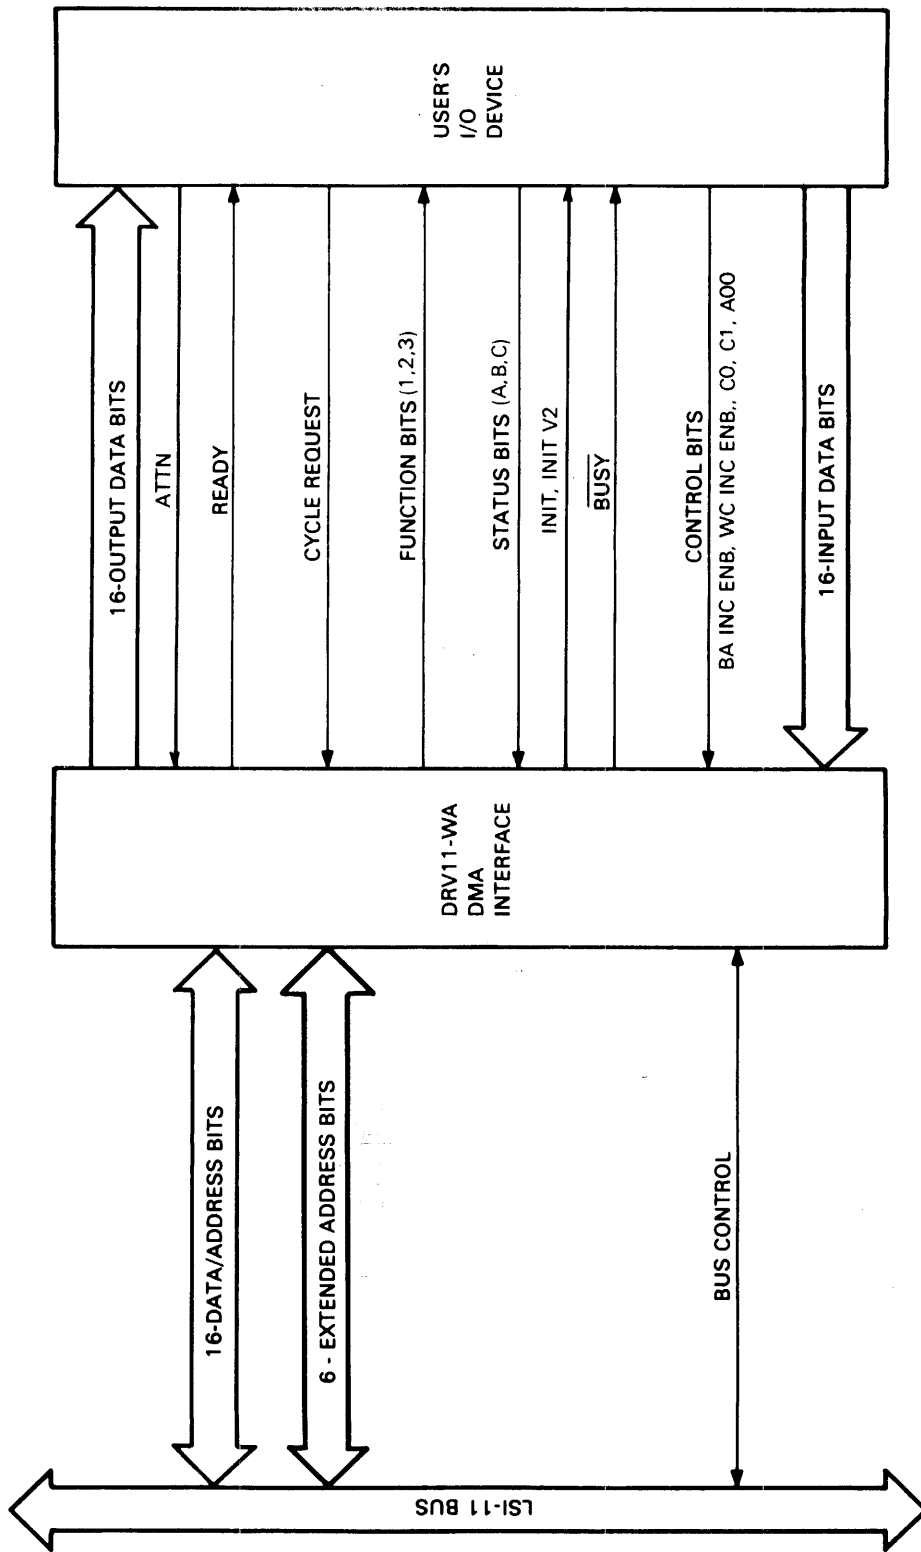 LSI-11 BUS
16-DATA/ADDRESS BITS
6 - EXTENDED ADDRESS BITS
BUS CONTROL
DRV11-WA
DMA
INTERFACE
16-OUTPUT DATA BITS
ATTN
READY
CYCLE REQUEST
FUNCTION BITS (1,2,3)
STATUS BITS (A,B,C)
INIT, INIT V2
BUSY
CONTROL BITS
BA INC ENB, WC INC ENB,, C0, C1, A00
16-INPUT DATA BITS
USER'S
I/O
DEVICE